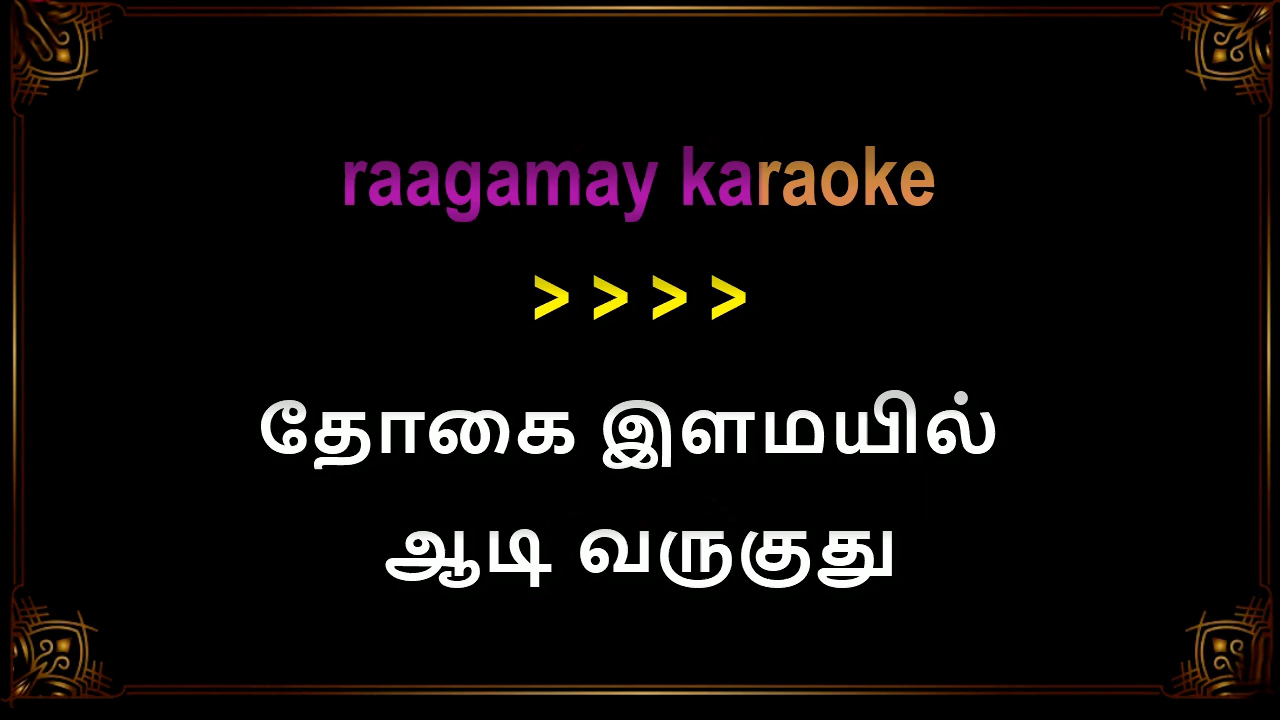 raagamay karaoke
> > > >
தோகை இளமயில்
ஆடி வருகுது